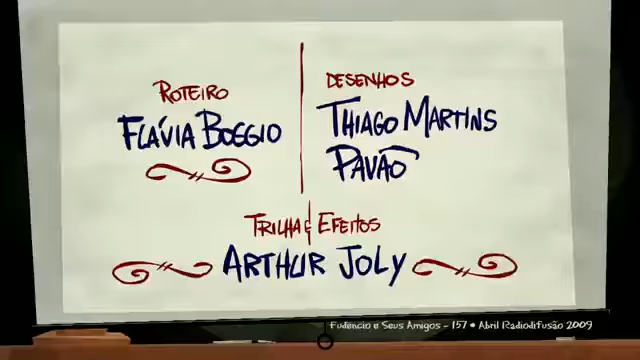 ROTEIRO
FLÁVIA BOGGIO
DESENHOS
THIAGO MARTINS
PAVÃO
TRILHA & EFEITOS
ARTHUR JOLY
Fudêncio e Seus Amigos - 157 • Abril Radiodifusão 2009